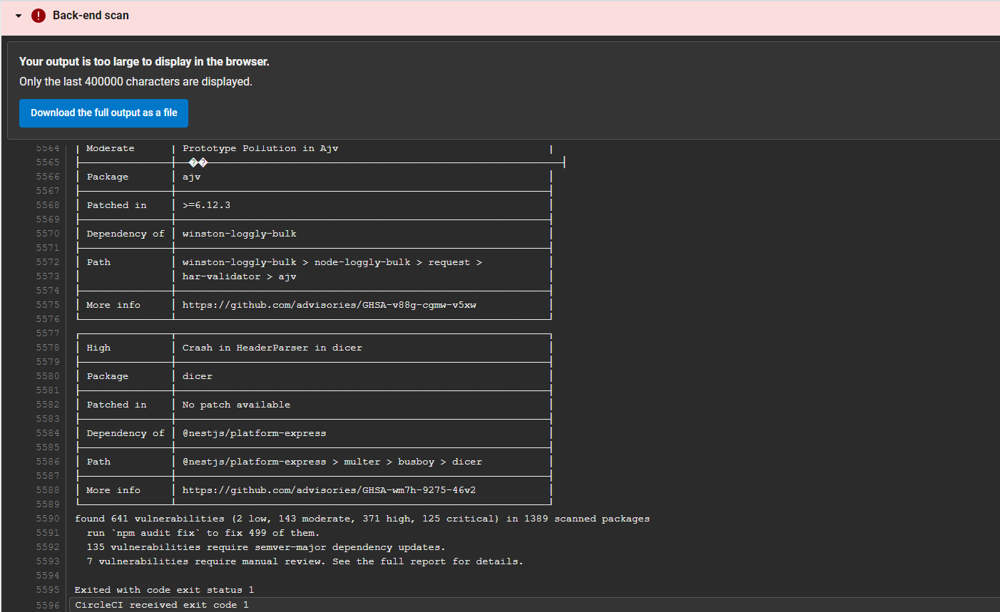 Back-end scan
Your output is too large to display in the browser.
Only the last 400000 characters are displayed.
Download the full output as a file
5564 | Moderate | Prototype Pollution in Ajv |
5565 ��
5566 | Package | ajv |
5567
5568 | Patched in | >=6.12.3 |
5569
5570 | Dependency of | winston-loggly-bulk |
5571
5572 | Path | winston-loggly-bulk > node-loggly-bulk > request > |
5573 | | har-validator > ajv |
5574
5575 | More info | https://github.com/advisories/GHSA-v88g-cgmw-v5xw |
5576
5577
5578 | High | Crash in HeaderParser in dicer |
5579
5580 | Package | dicer |
5581
5582 | Patched in | No patch available |
5583
5584 | Dependency of | @nestjs/platform-express |
5585
5586 | Path | @nestjs/platform-express > multer > busboy > dicer |
5587
5588 | More info | https://github.com/advisories/GHSA-wm7h-9275-46v2 |
5589
5590 found 641 vulnerabilities (2 low, 143 moderate, 371 high, 125 critical) in 1389 scanned packages
5591 run `npm audit fix` to fix 499 of them.
5592 135 vulnerabilities require semver-major dependency updates.
5593 7 vulnerabilities require manual review. See the full report for details.
5594
5595 Exited with code exit status 1
5596 CircleCI received exit code 1